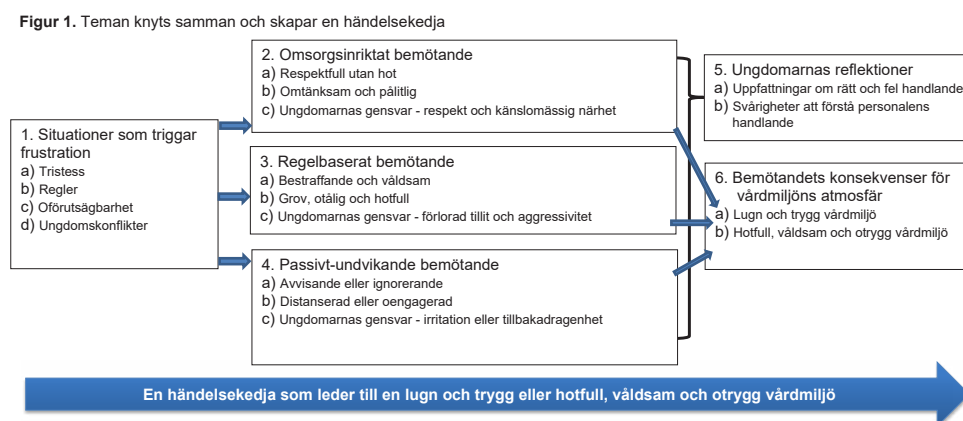 Figur 1. Teman knyts samman och skapar en händelsekedja
1. Situationer som triggar
frustration
a) Tristess
b) Regler
c) Oförutsägbarhet
d) Ungdomskonflikter
2. Omsorgsinriktat bemötande
a) Respektfull utan hot
b) Omtänksam och pålitlig
c) Ungdomarnas gensvar - respekt och känslomässig närhet
3. Regelbaserat bemötande
a) Bestraffande och våldsam
b) Grov, otålig och hotfull
c) Ungdomarnas gensvar - förlorad tillit och aggressivitet
4. Passivt-undvikande bemötande
a) Avvisande eller ignorerande
b) Distanserad eller oengagerad
c) Ungdomarnas gensvar - irritation eller tillbakadragenhet
5. Ungdomarnas reflektioner
a) Uppfattningar om rätt och fel handlande
b) Svårigheter att förstå personalens
handlande
6. Bemötandets konsekvenser för
vårdmiljöns atmosfär
a) Lugn och trygg vårdmiljö
b) Hotfull, våldsam och otrygg vårdmiljö
En händelsekedja som leder till en lugn och trygg eller hotfull, våldsam och otrygg vårdmiljö